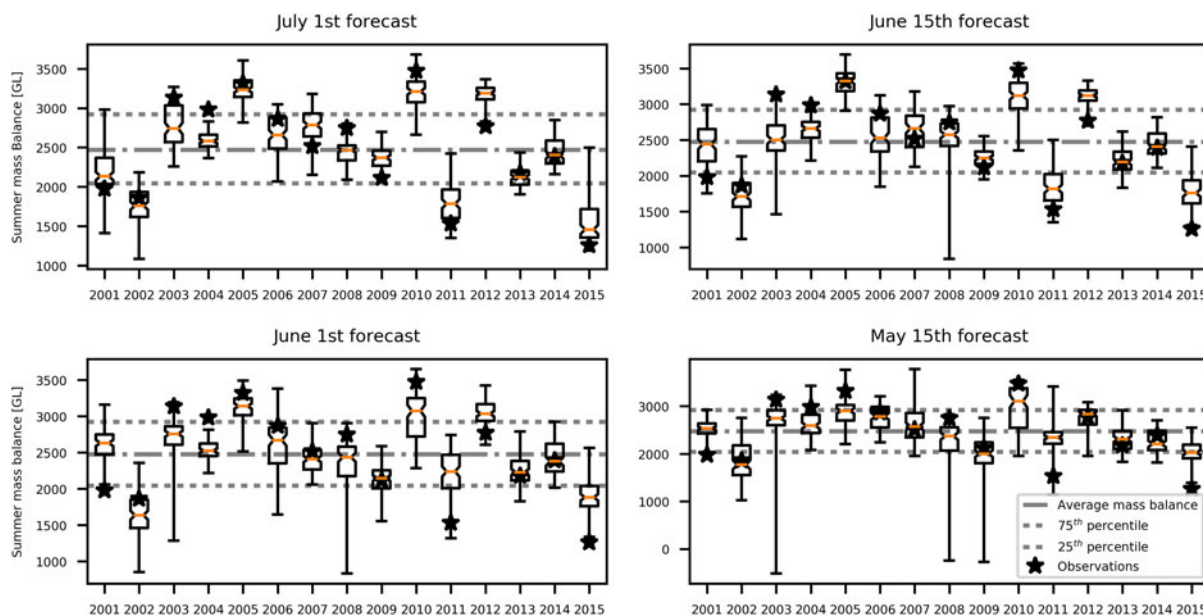 July 1st forecast
Summer mass Balance [GL]
3500
3000
2500
2000
1500
1000
2001 2002 2003 2004 2005 2006 2007 2008 2009 2010 2011 2012 2013 2014 2015
June 15th forecast
3500
3000
2500
2000
1500
1000
2001 2002 2003 2004 2005 2006 2007 2008 2009 2010 2011 2012 2013 2014 2015
June 1st forecast
Summer mass balance [GL]
3500
3000
2500
2000
1500
1000
2001 2002 2003 2004 2005 2006 2007 2008 2009 2010 2011 2012 2013 2014 2015
May 15th forecast
3000
2000
1000
0
Average mass balance
75th percentile
25th percentile
Observations
2001 2002 2003 2004 2005 2006 2007 2008 2009 2010 2011 2012 2013 2014 2015